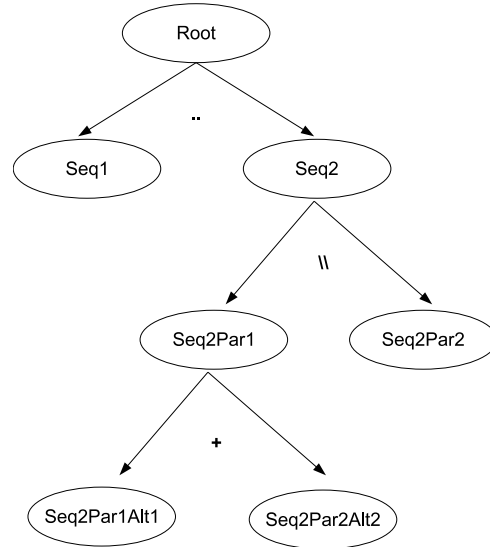 Root
..
Seq1
Seq2
\\
Seq2Par1
Seq2Par2
+
Seq2Par1Alt1
Seq2Par2Alt2